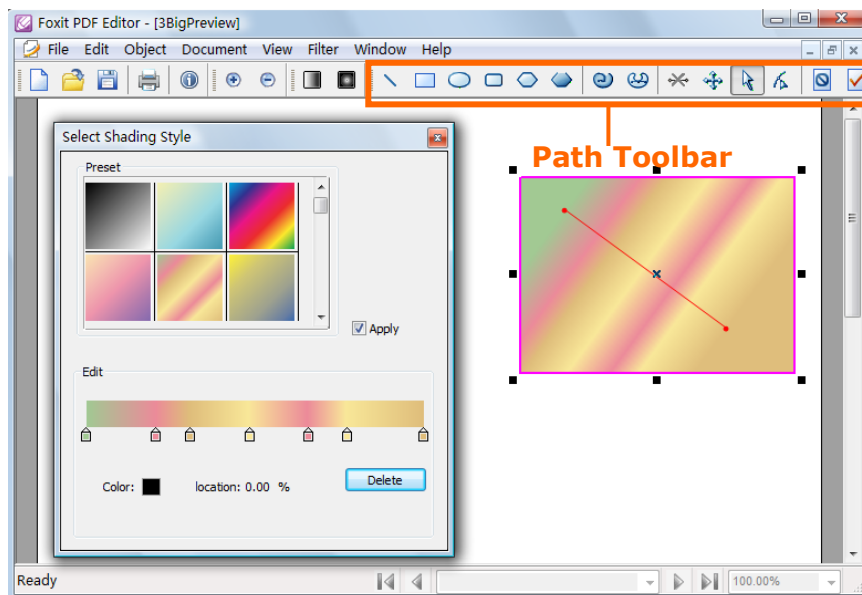 Foxit PDF Editor - [3BigPreview]
File Edit Object Document View Filter Window Help
Path Toolbar
Select Shading Style
Preset
Apply
Edit
Color: location: 0.00 %
Delete
Ready
100.00%